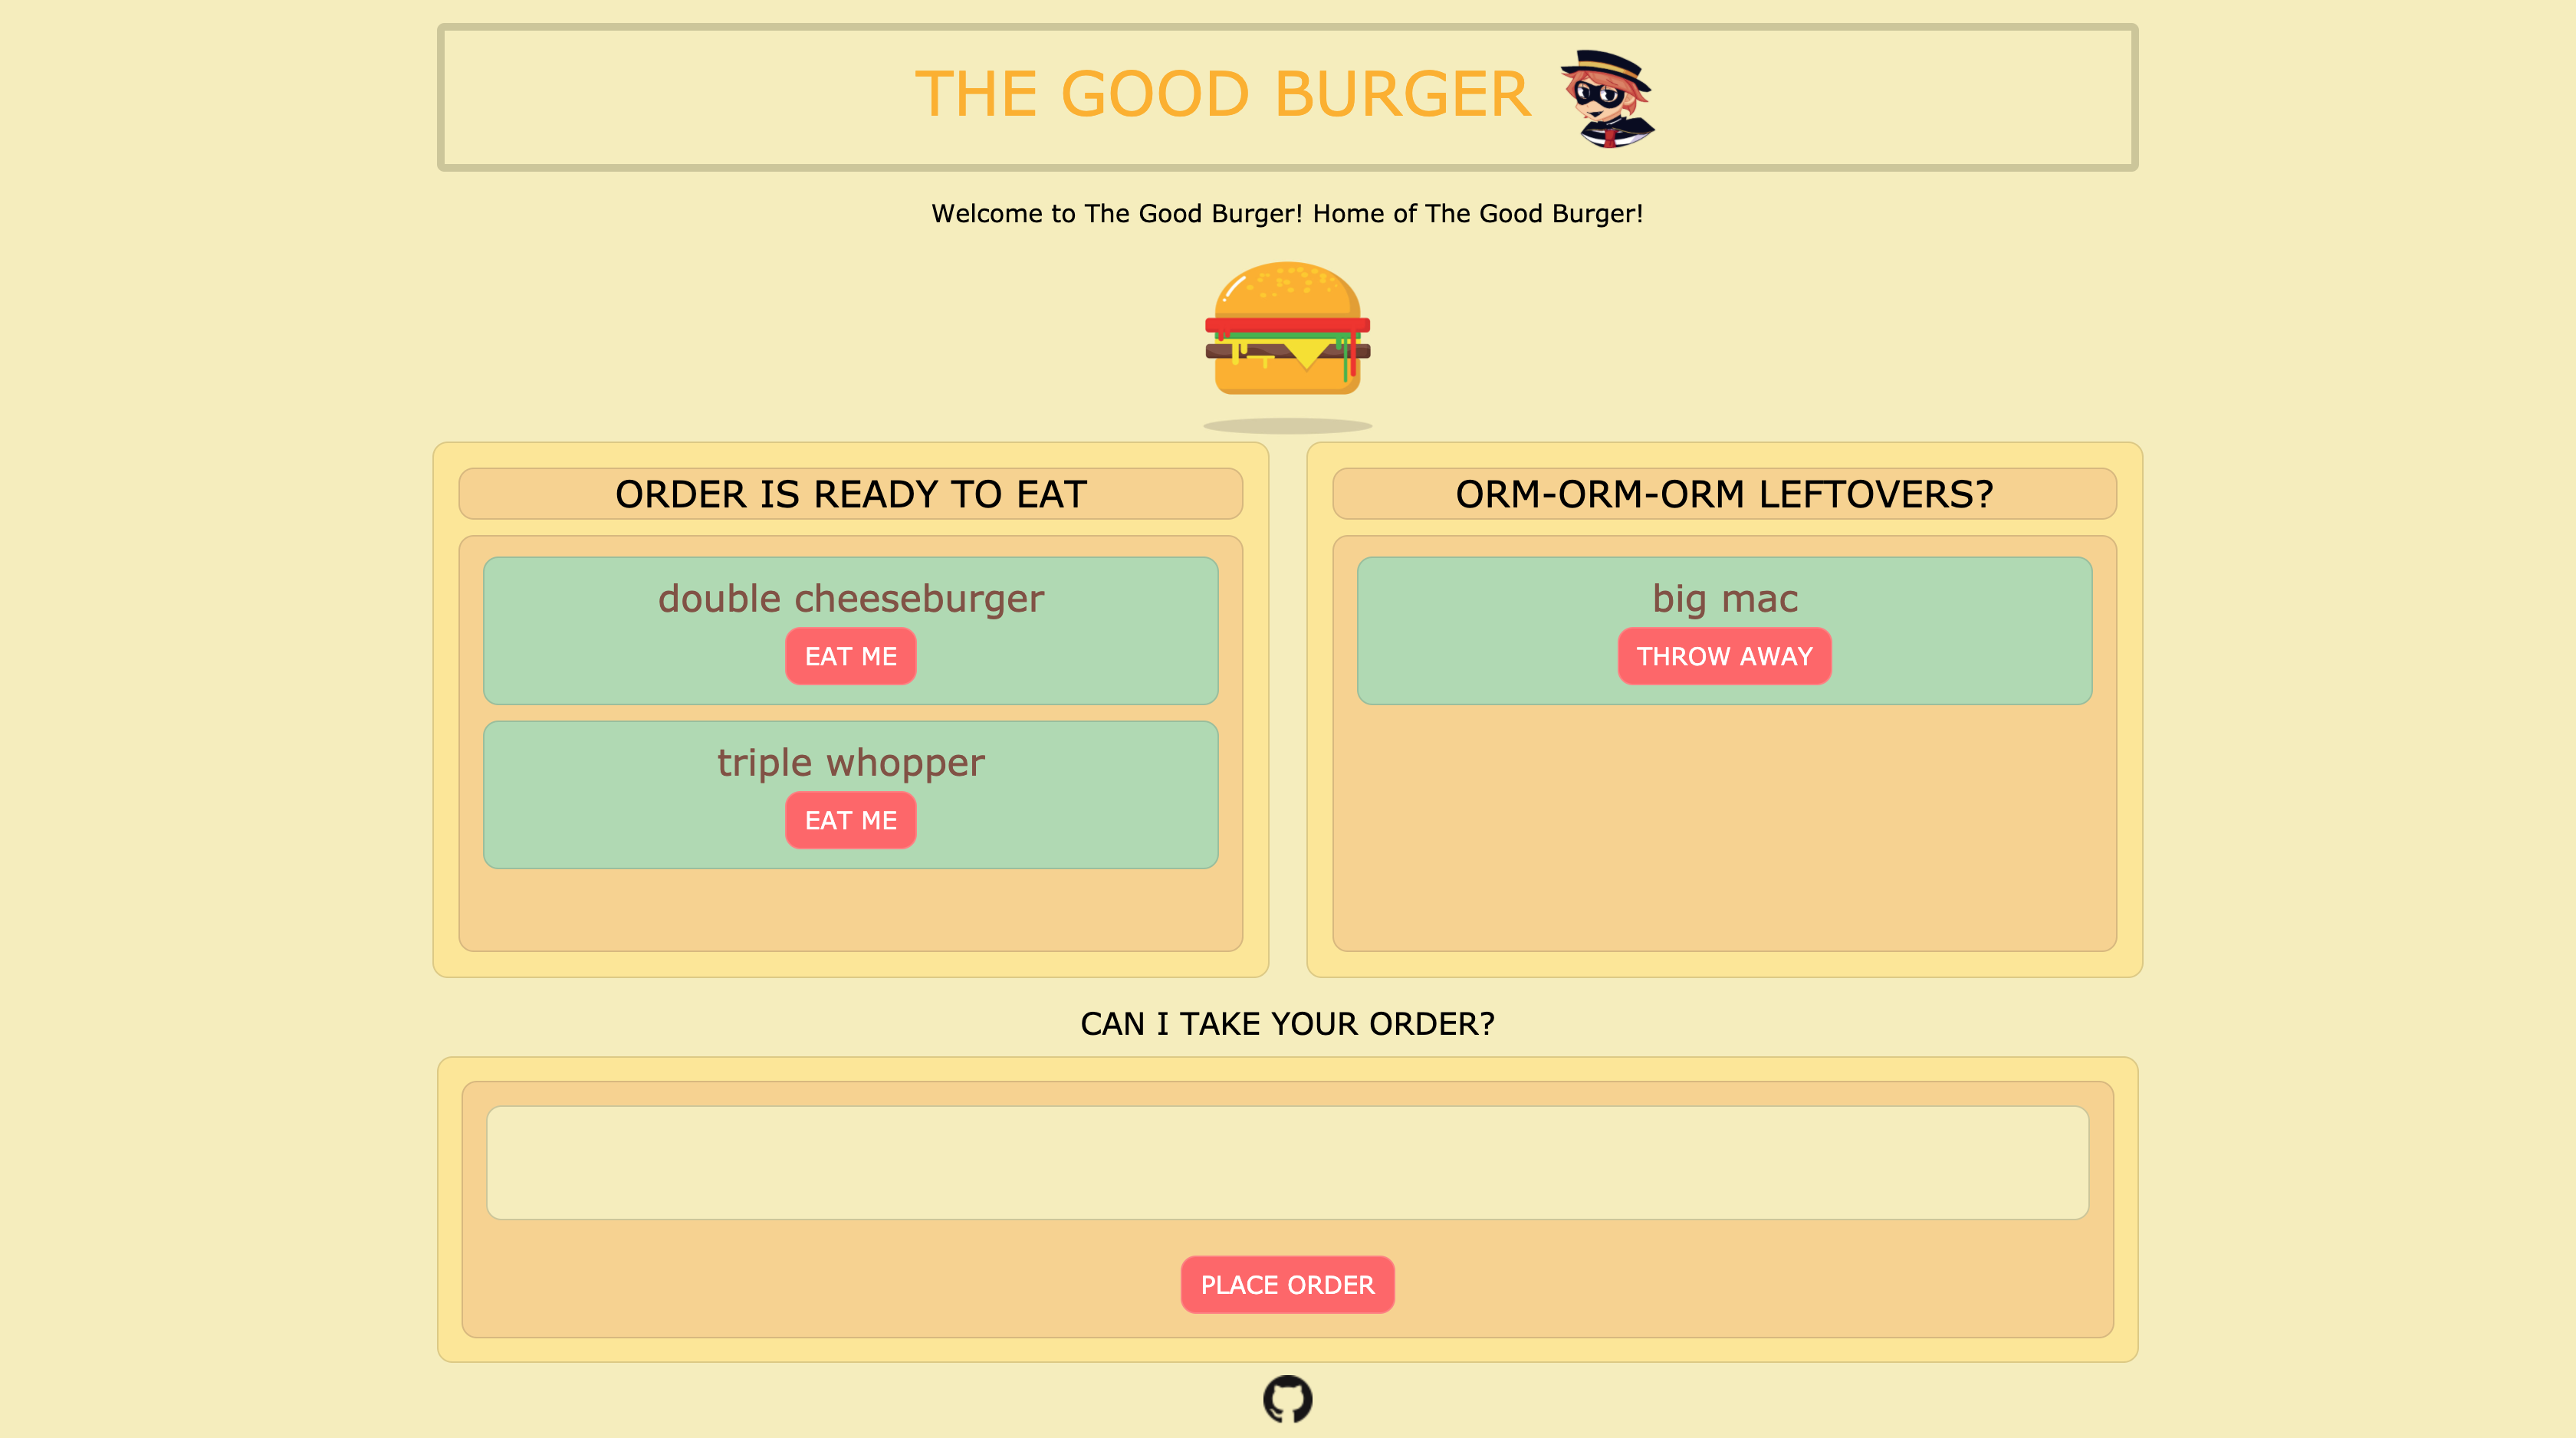 THE GOOD BURGER
Welcome to The Good Burger! Home of The Good Burger!
ORDER IS READY TO EAT
double cheeseburger
EAT ME
triple whopper
EAT ME
ORM-ORM-ORM LEFTOVERS?
big mac
THROW AWAY
CAN I TAKE YOUR ORDER?
PLACE ORDER